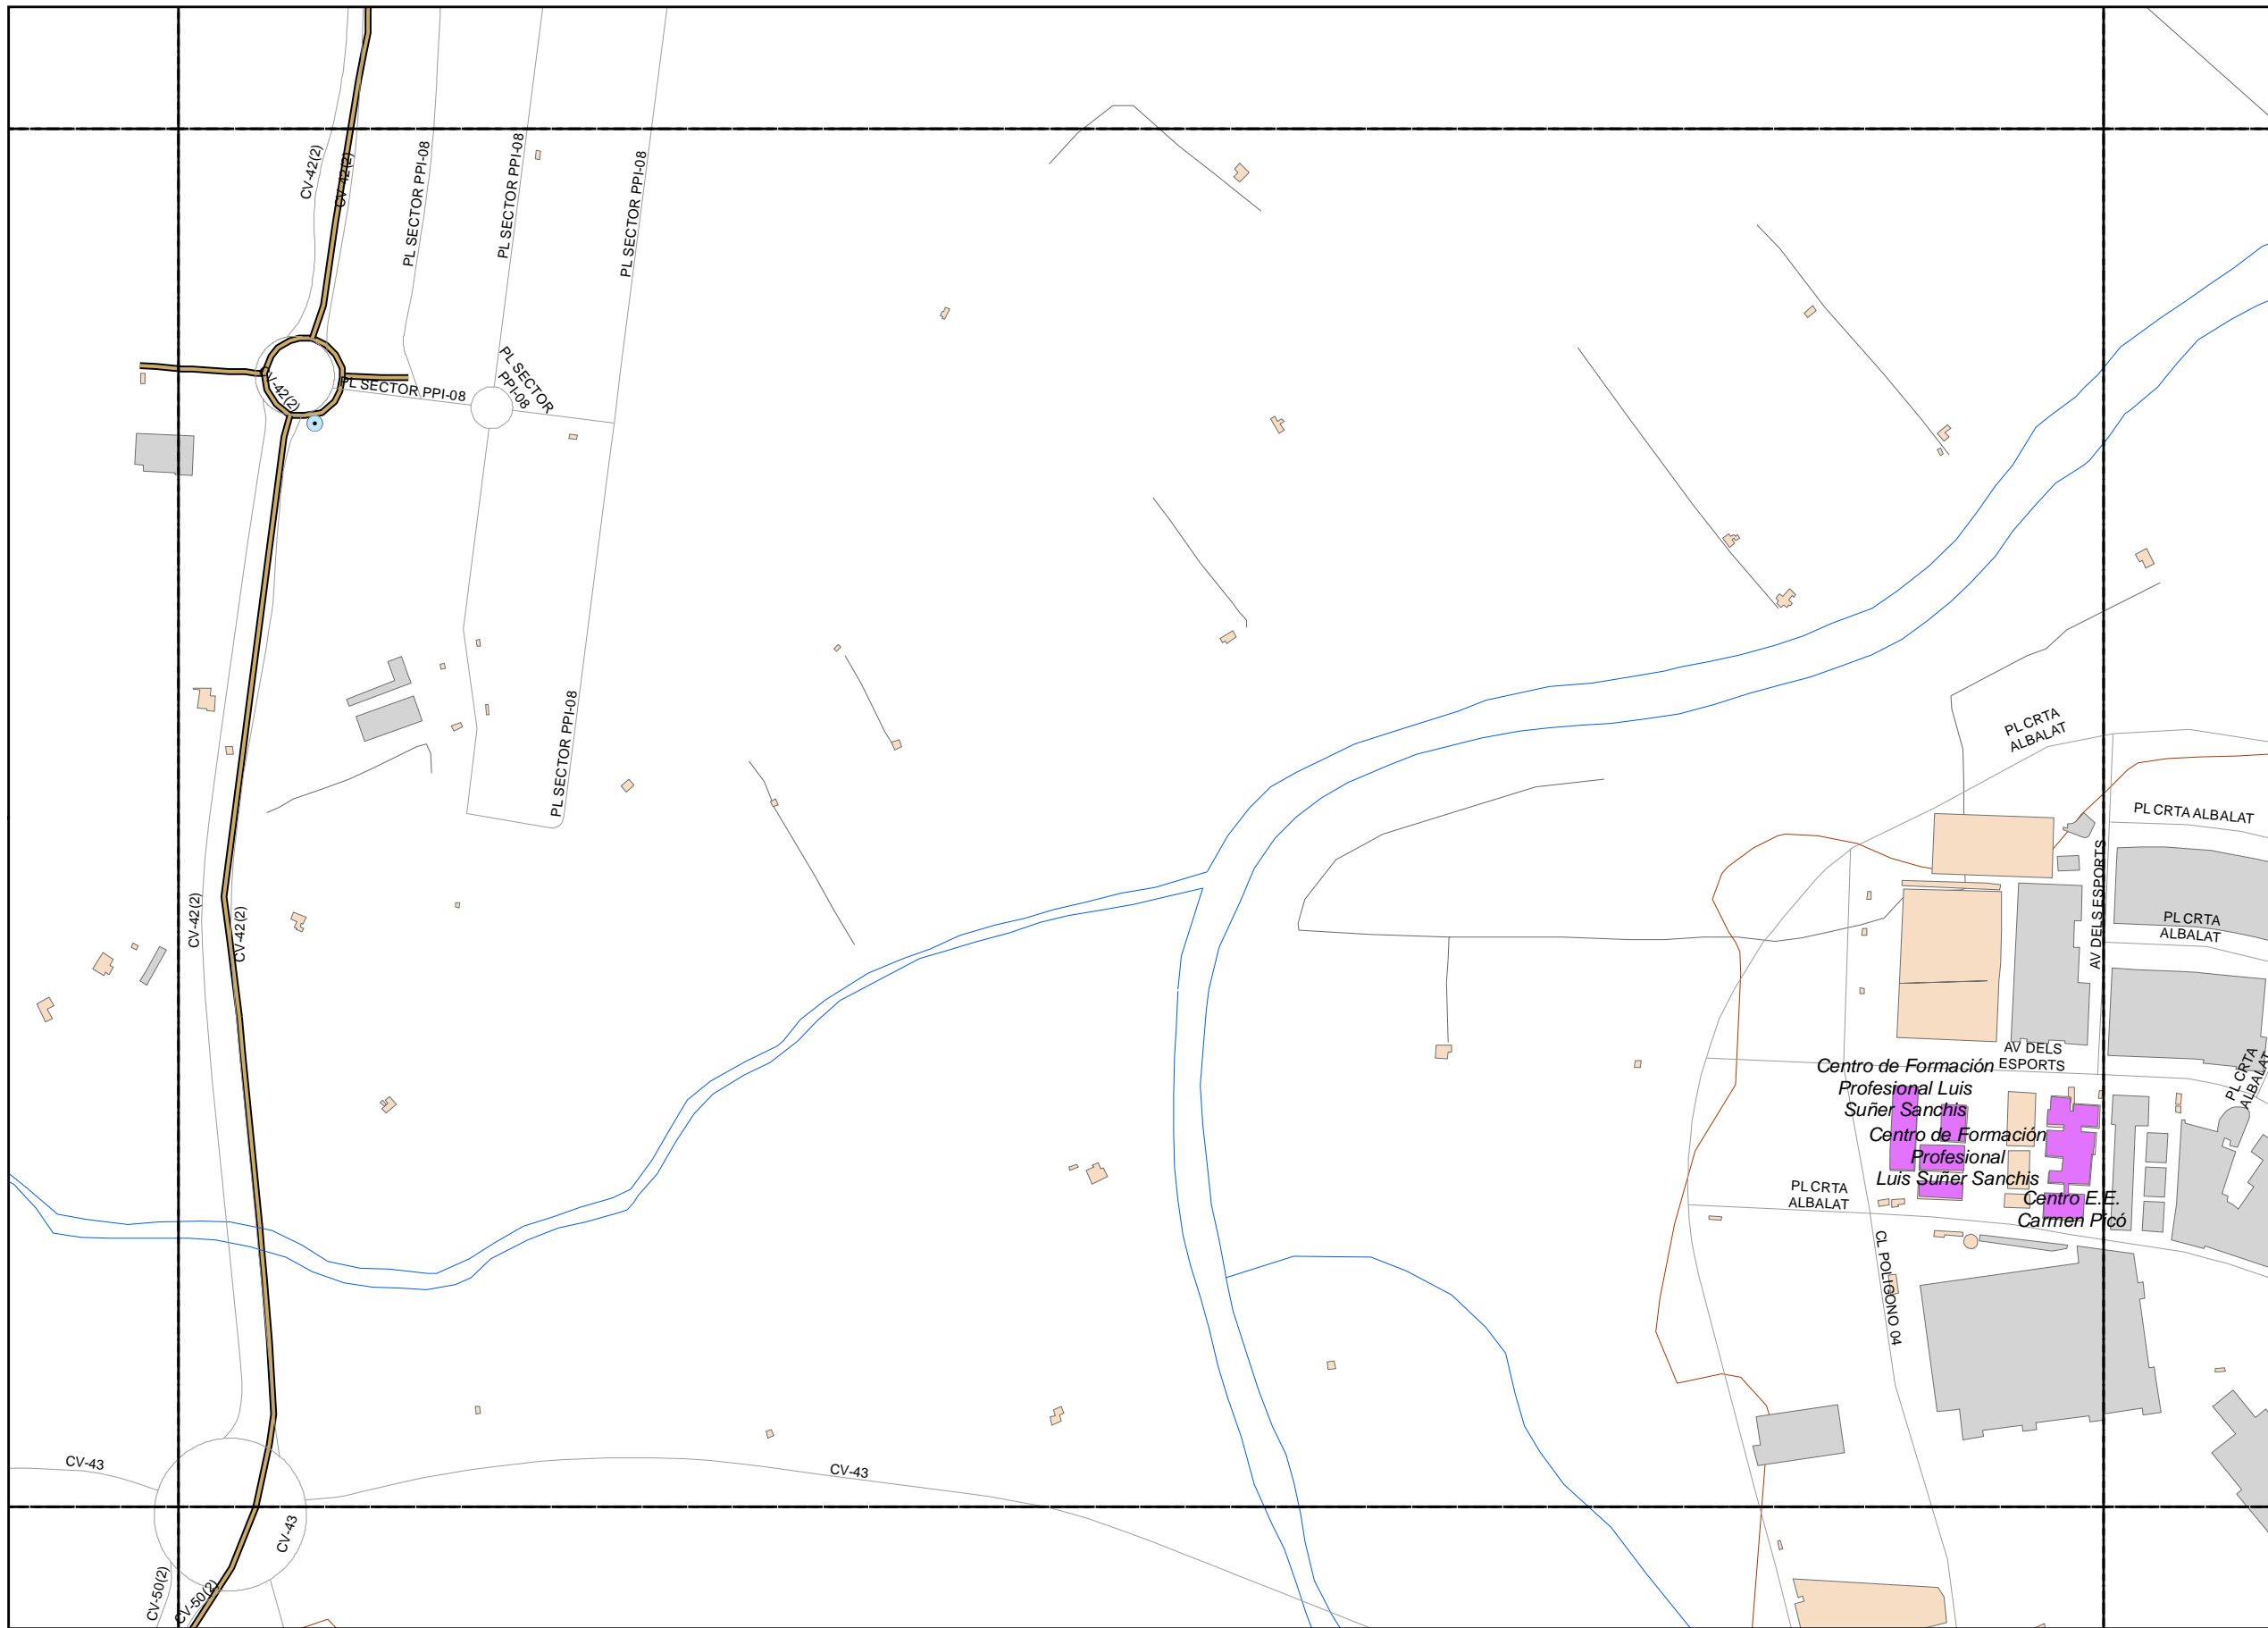 CV-42(2)
CV-42(2)
PL SECTOR PPI-08
PL SECTOR PPI-08
PL SECTOR PPI-08
CV-42(2)
PL SECTOR PPI-08
PL SECTOR
PPI-08
PL SECTOR PPI-08
PL CRTA
ALBALAT
PL CRTA ALBALAT
AV DELS ESPORTS
PL CRTA
ALBALAT
CV-42(2)
CV-42(2)
AV DELS
ESPORTS
PL CRTA
ALBALAT
Centro de Formación
Profesional Luis
Suñer Sanchis
Centro de Formación
Profesional
Luis Suñer Sanchis
PL CRTA
ALBALAT
Centro E.E.
Carmen Picó
CL POLIGONO 04
CV-43
CV-43
CV-43
CV-50(2)
CV-50(2)